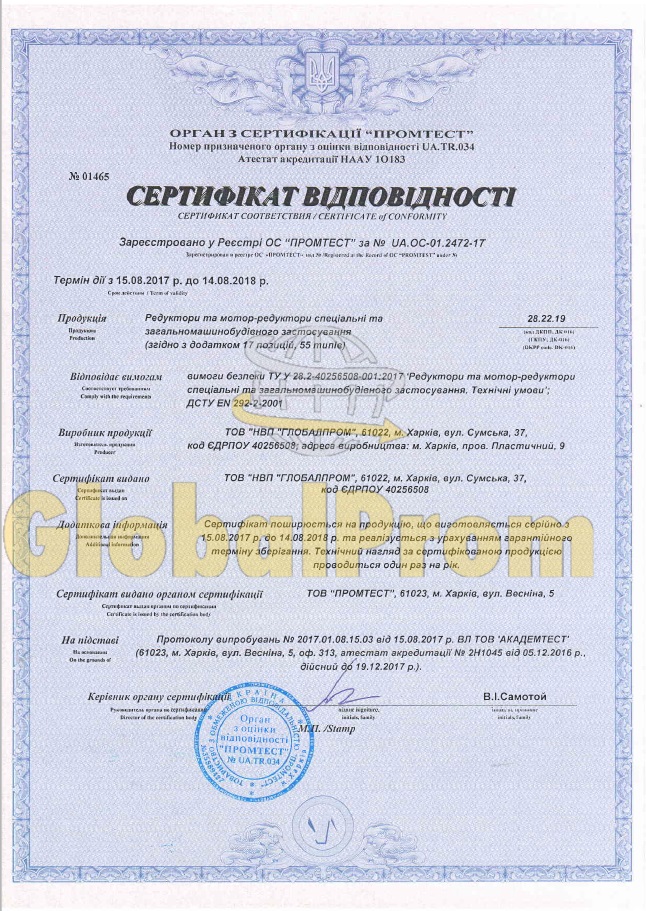 ОРГАН З СЕРТИФІКАЦІЇ "ПРОМТЕСТ"
Номер призначеного органу з оцінки відповідності UA.TR.034
Атестат акредитації НААУ 1О183
№ 01465
СЕРТИФІКАТ ВІДПОВІДНОСТІ
СЕРТИФИКАТ СООТВЕТСТВИЯ / CERTIFICATE of CONFORMITY
Зареєстровано у Реєстрі ОС "ПРОМТЕСТ" за № UA.ОС-01.2472-17
Зарегистрирован в реестре ОС «ПРОМТЕСТ» под № /Registered at the Record of OC "PROMTEST" under №
Термін дії з 15.08.2017 р. до 14.08.2018 р.
Срок действия / Term of validity
Продукція
Продукция
Production
Редуктори та мотор-редуктори спеціальні та
загальномашинобудівного застосування
(згідно з додатком 17 позицій, 55 типів)
28.22.19
(код ДКПП, ДК-016)
(ГКПУ, ДК-016)
(DKPP code, DK-016)
Відповідає вимогам
Соответствует требованиям
Comply with the requirements
вимоги безпеки ТУ У 28.2-40256508-001:2017 'Редуктори та мотор-редуктори
спеціальні та загальномашинобудівного застосування. Технічні умови';
ДСТУ EN 292-2-2001
Виробник продукції
Изготовитель продукции
Producer
ТОВ "НВП "ГЛОБАЛПРОМ", 61022, м. Харків, вул. Сумська, 37,
код ЄДРПОУ 40256508; адреса виробництва: м. Харків, пров. Пластичний, 9
Сертифікат видано
Сертификат выдан
Certificate is issued on
ТОВ "НВП "ГЛОБАЛПРОМ", 61022, м. Харків, вул. Сумська, 37,
код ЄДРПОУ 40256508
GlobalProm
Додаткова інформація
Дополнительная информация
Additional information
Сертифікат поширюється на продукцію, що виготовляється серійно з
15.08.2017 р. до 14.08.2018 р. та реалізується з урахуванням гарантійного
терміну зберігання. Технічний нагляд за сертифікованою продукцією
проводиться один раз на рік.
Сертифікат видано органом сертифікації
Сертификат выдан органом по сертификации
Certificate is issued by the certification body
ТОВ "ПРОМТЕСТ", 61023, м. Харків, вул. Весніна, 5
На підставі
На основании
On the grounds of
Протоколу випробувань № 2017.01.08.15.03 від 15.08.2017 р. ВЛ ТОВ 'АКАДЕМТЕСТ'
(61023, м. Харків, вул. Весніна, 5, оф. 313, атестат акредитації № 2Н1045 від 05.12.2016 р.,
дійсний до 19.12.2017 р.).
Керівник органу сертифікації
Руководитель органа по сертификации
Director of the certification body
initials, family
М.П. /Stamp
В.І.Самотой
initials, family
УКРАЇНА
Орган
з оцінки
відповідності
"ПРОМТЕСТ"
№ UA.TR.034